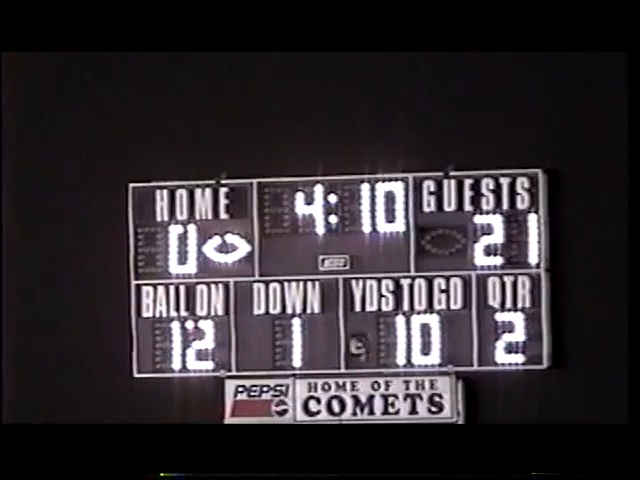 HOME 4:10 GUESTS
0 21
BALL ON DOWN YDS TO GO QTR
12 1 10 2
PEPSI HOME OF THE
COMETS